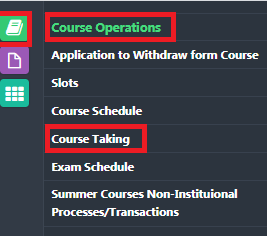 Course Operations
Application to Withdraw form Course
Slots
Course Schedule
Course Taking
Exam Schedule
Summer Courses Non-Instituional
Processes/Transactions